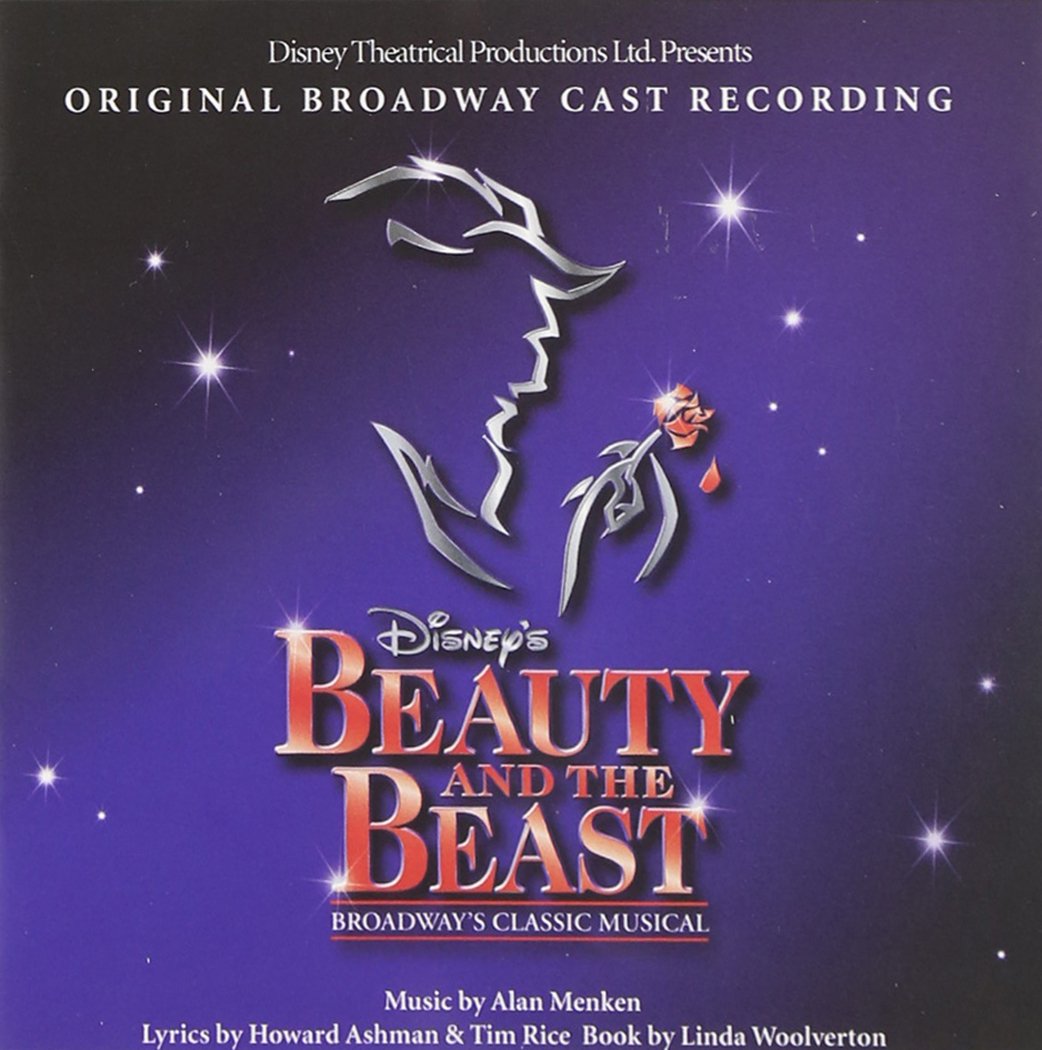 Disney Theatrical Productions Ltd. Presents
ORIGINAL BROADWAY CAST RECORDING
DISNEY'S
BEAUTY
AND THE
BEAST
BROADWAY'S CLASSIC MUSICAL
Music by Alan Menken
Lyrics by Howard Ashman & Tim Rice Book by Linda Woolverton